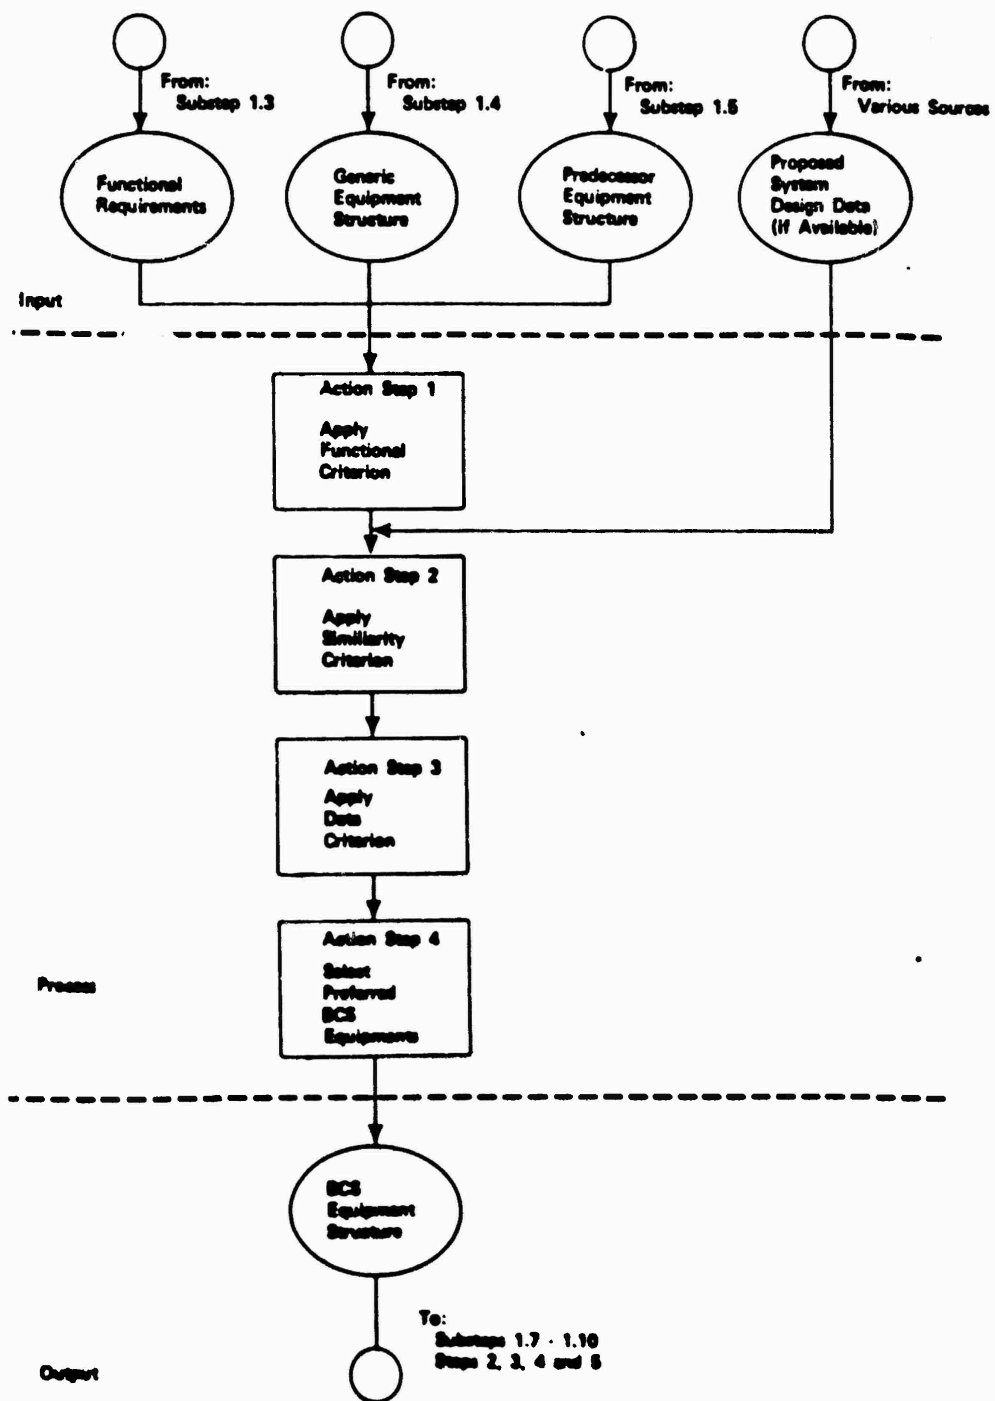 From:
Substep 1.3
From:
Substep 1.4
From:
Substep 1.5
From:
Various Sources
Functional
Requirements
Generic
Equipment
Structure
Predecessor
Equipment
Structure
Proposed
System
Design Data
(If Available)
Input
Action Step 1
Apply
Functional
Criterion
Action Step 2
Apply
Similarity
Criterion
Action Step 3
Apply
Data
Criterion
Action Step 4
Select
Preferred
BCS
Equipments
Process
BCS
Equipment
Structure
To:
Substeps 1.7 - 1.10
Steps 2, 3, 4 and 5
Output